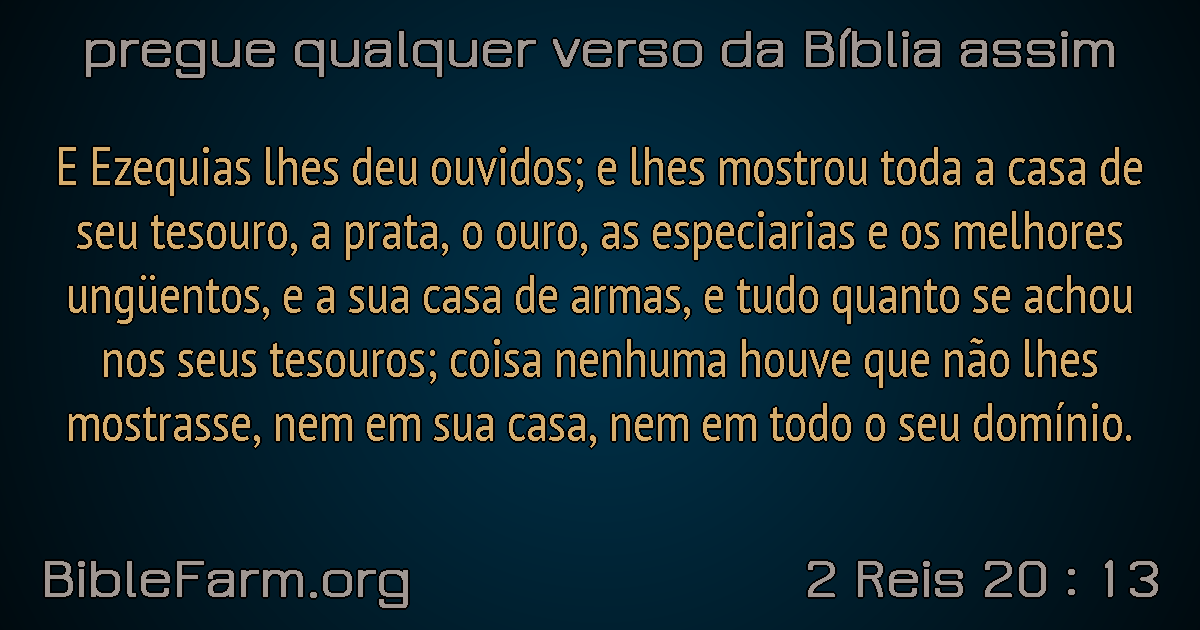 pregue qualquer verso da Bíblia assim
E Ezequias lhes deu ouvidos; e lhes mostrou toda a casa de
seu tesouro, a prata, o ouro, as especiarias e os melhores
ungüentos, e a sua casa de armas, e tudo quanto se achou
nos seus tesouros; coisa nenhuma houve que não lhes
mostrasse, nem em sua casa, nem em todo o seu domínio.
BibleFarm.org
2 Reis 20 : 13